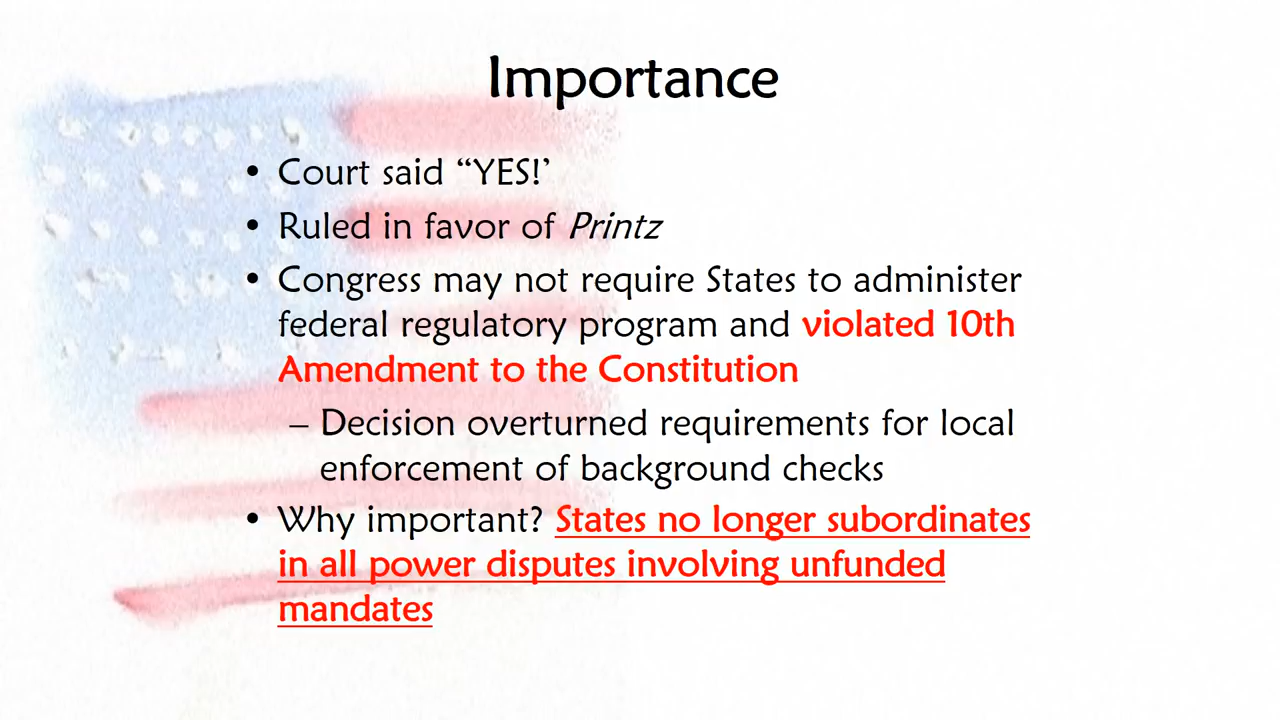 Importance
• Court said “YES!’
• Ruled in favor of Printz
• Congress may not require States to administer
federal regulatory program and violated 10th
Amendment to the Constitution
– Decision overturned requirements for local
enforcement of background checks
• Why important? States no longer subordinates
in all power disputes involving unfunded
mandates